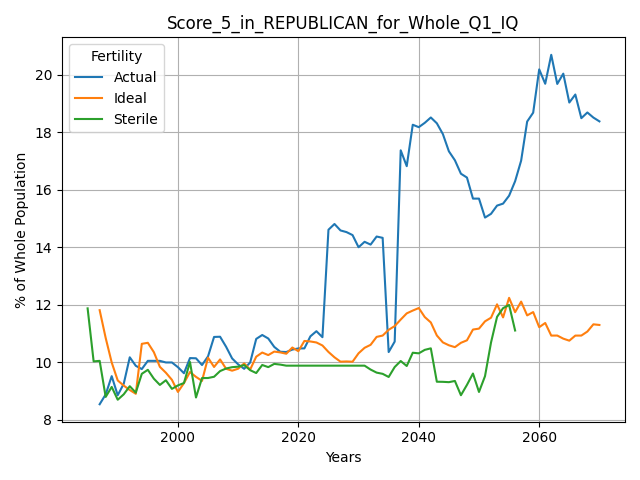 Score_5_in_REPUBLICAN_for_Whole_Q1_IQ
Fertility
Actual
Ideal
Sterile
% of Whole Population
20
18
16
14
12
10
8
2000
2020
2040
2060
Years